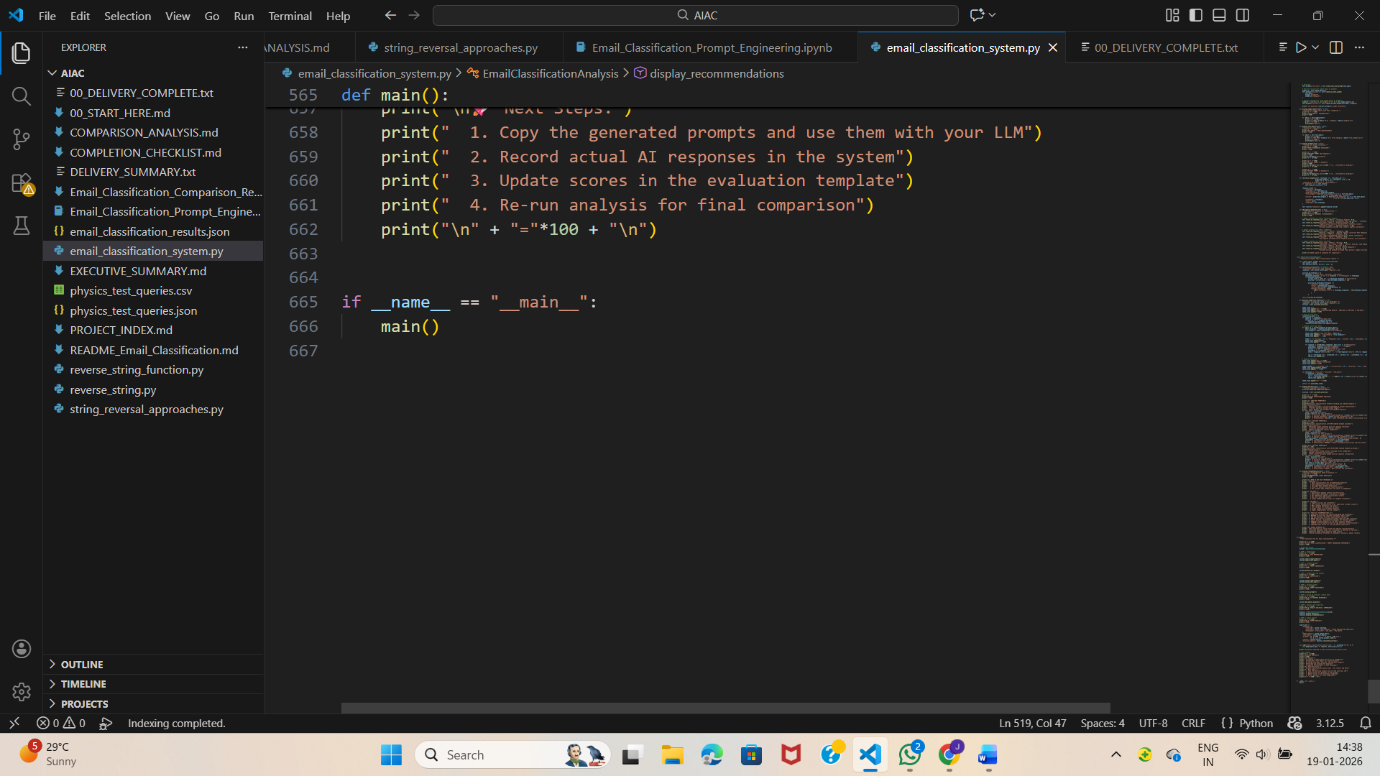 File Edit Selection View Go Run Terminal Help
AIAC
EXPLORER
ANALYSIS.md
string_reversal_approaches.py
Email_Classification_Prompt_Engineering.ipynb
email_classification_system.py
00_DELIVERY_COMPLETE.txt
email_classification_system.py > EmailClassificationAnalysis > display_recommendations
AIAC
00_DELIVERY_COMPLETE.txt
00_START_HERE.md
COMPARISON_ANALYSIS.md
COMPLETION_CHECKLIST.md
DELIVERY_SUMMARY.txt
Email_Classification_Comparison_Re...
Email_Classification_Prompt_Engine...
email_classification_results.json
email_classification_system.py
EXECUTIVE_SUMMARY.md
physics_test_queries.csv
physics_test_queries.json
PROJECT_INDEX.md
README_Email_Classification.md
reverse_string_function.py
reverse_string.py
string_reversal_approaches.py
OUTLINE
TIMELINE
PROJECTS
565 def main():
657 print("\n🚀 Next Steps:")
658 print("  1. Copy the generated prompts and use them with your LLM")
659 print("  2. Record actual AI responses in the system")
660 print("  3. Update scores in the evaluation template")
661 print("  4. Re-run analysis for final comparison")
662 print("\n" + "="*100 + "\n")
663
664
665 if __name__ == "__main__":
666 main()
667
0 0 Indexing completed.
Ln 519, Col 47 Spaces: 4 UTF-8 CRLF {} Python 3.12.5
5
29°C
Sunny
Search
2
J
ENG
IN
14:38
19-01-2026